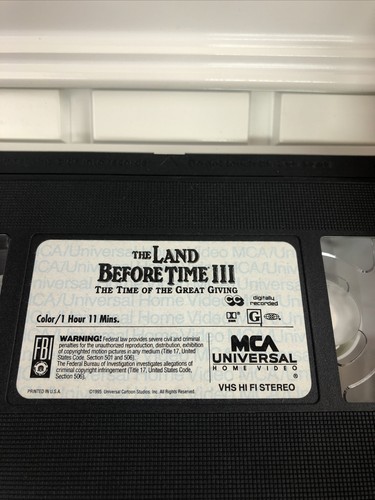 THE LAND
BEFORE TIME III
THE TIME OF THE GREAT GIVING
digitally
recorded
Color/1 Hour 11 Mins.
G
FBI
WARNING! Federal law provides severe civil and criminal
penalties for the unauthorized reproduction, distribution, exhibition
of copyrighted motion pictures in any medium (Title 17, United
States Code, Section 501 and 506).
The Federal Bureau of Investigation investigates allegations of
criminal copyright infringement (Title 17, United States Code,
Section 506).
MCA
UNIVERSAL
HOME VIDEO
®
VHS HI FI STEREO
PRINTED IN U.S.A.
©1995 Universal Cartoon Studios, Inc. All Rights Reserved.